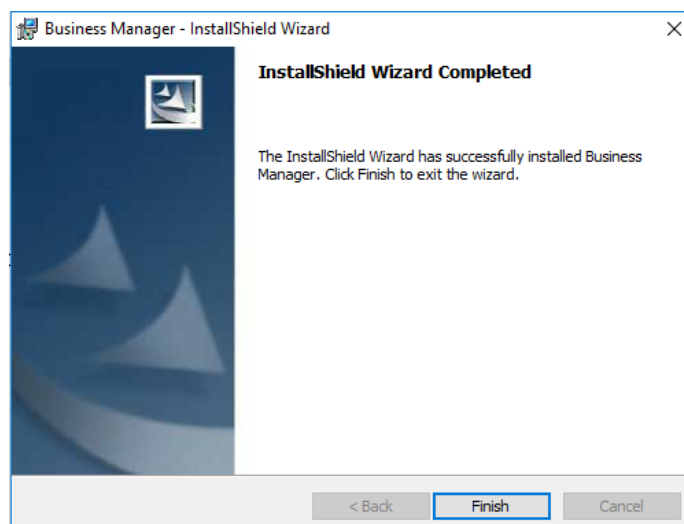 Business Manager - InstallShield Wizard
InstallShield Wizard Completed
The InstallShield Wizard has successfully installed Business
Manager. Click Finish to exit the wizard.
< Back
Finish
Cancel